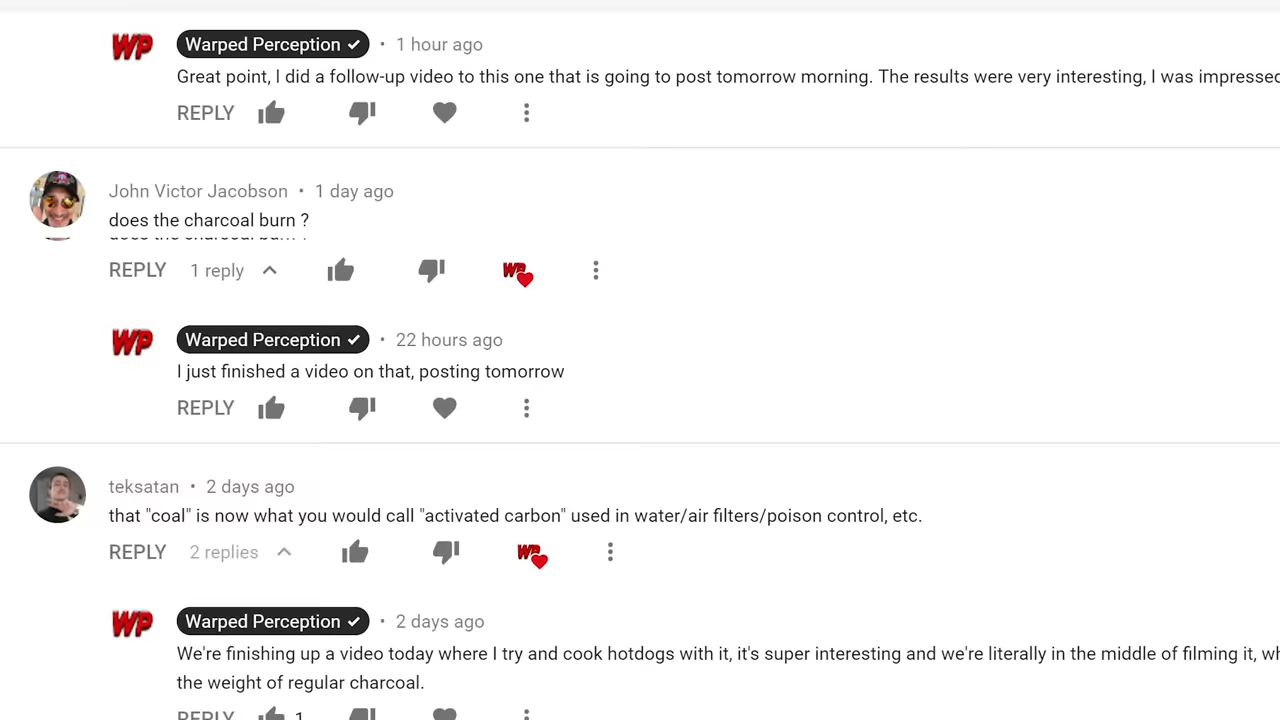 WP Warped Perception • 1 hour ago
Great point, I did a follow-up video to this one that is going to post tomorrow morning. The results were very interesting, I was impressed
REPLY
John Victor Jacobson • 1 day ago
does the charcoal burn ?
REPLY 1 reply WP
WP Warped Perception • 22 hours ago
I just finished a video on that, posting tomorrow
REPLY
teksatan • 2 days ago
that "coal" is now what you would call "activated carbon" used in water/air filters/poison control, etc.
REPLY 2 replies WP
WP Warped Perception • 2 days ago
We're finishing up a video today where I try and cook hotdogs with it, it's super interesting and we're literally in the middle of filming it,
the weight of regular charcoal.
REPLY 1